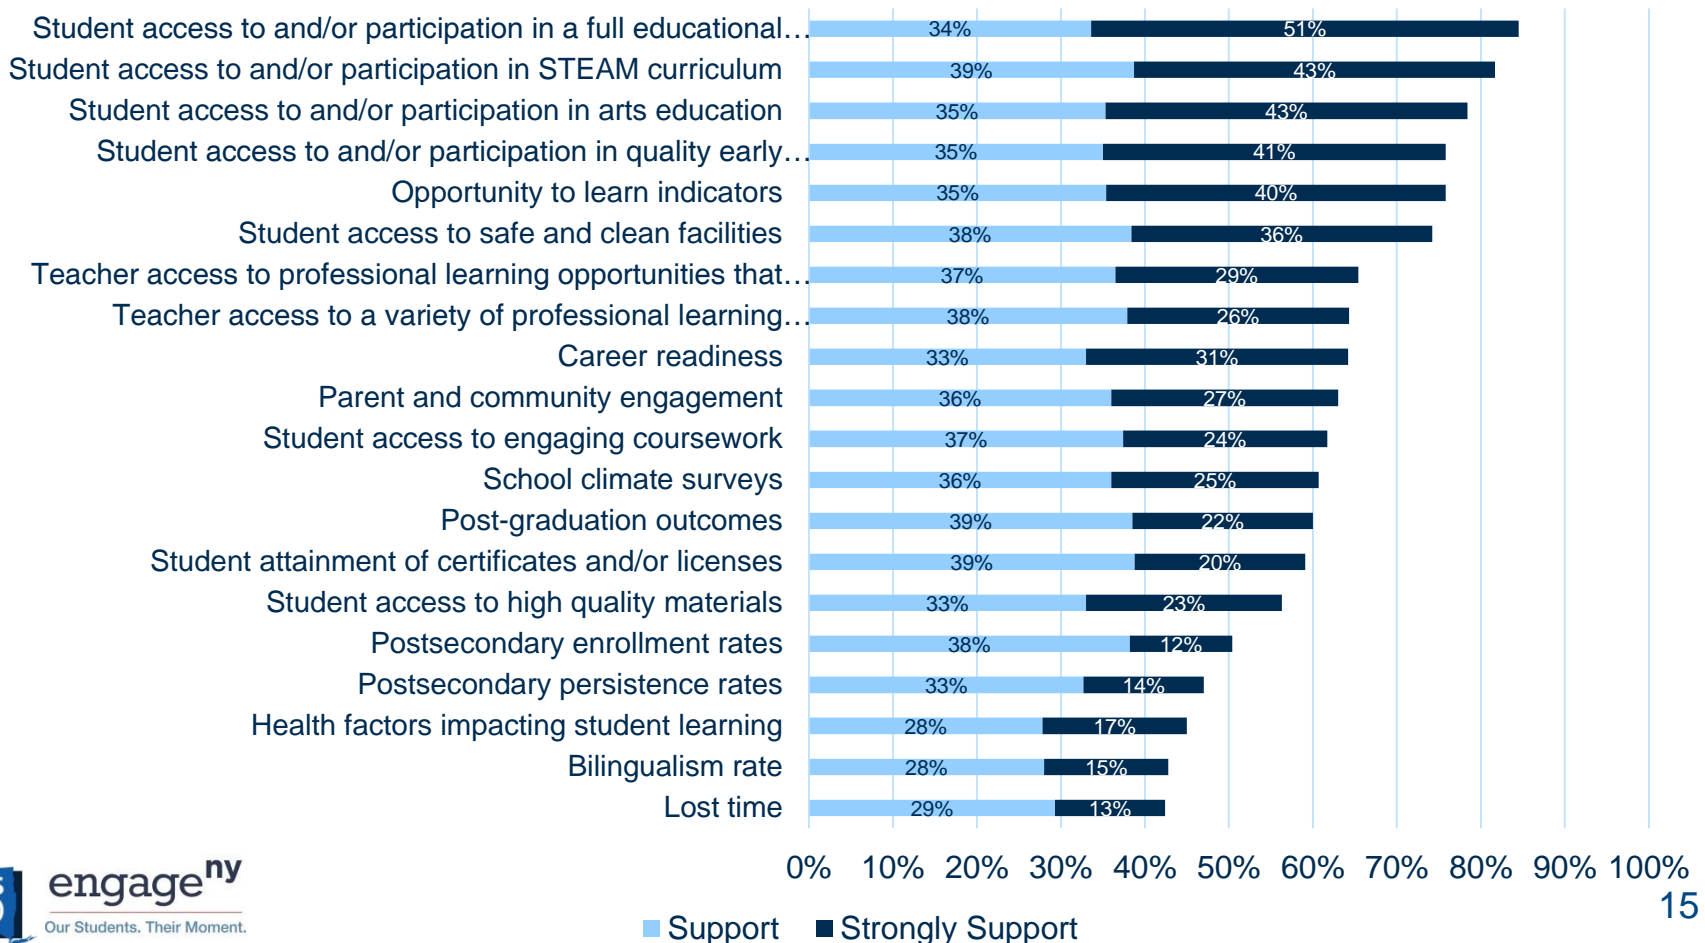 Student access to and/or participation in a full educational… 34% 51%
Student access to and/or participation in STEAM curriculum 39% 43%
Student access to and/or participation in arts education 35% 43%
Student access to and/or participation in quality early… 35% 41%
Opportunity to learn indicators 35% 40%
Student access to safe and clean facilities 38% 36%
Teacher access to professional learning opportunities that… 37% 29%
Teacher access to a variety of professional learning… 38% 26%
Career readiness 33% 31%
Parent and community engagement 36% 27%
Student access to engaging coursework 37% 24%
School climate surveys 36% 25%
Post-graduation outcomes 39% 22%
Student attainment of certificates and/or licenses 39% 20%
Student access to high quality materials 33% 23%
Postsecondary enrollment rates 38% 12%
Postsecondary persistence rates 33% 14%
Health factors impacting student learning 28% 17%
Bilingualism rate 28% 15%
Lost time 29% 13%
0% 10% 20% 30% 40% 50% 60% 70% 80% 90% 100%
engageny
Our Students. Their Moment.
Support Strongly Support
15